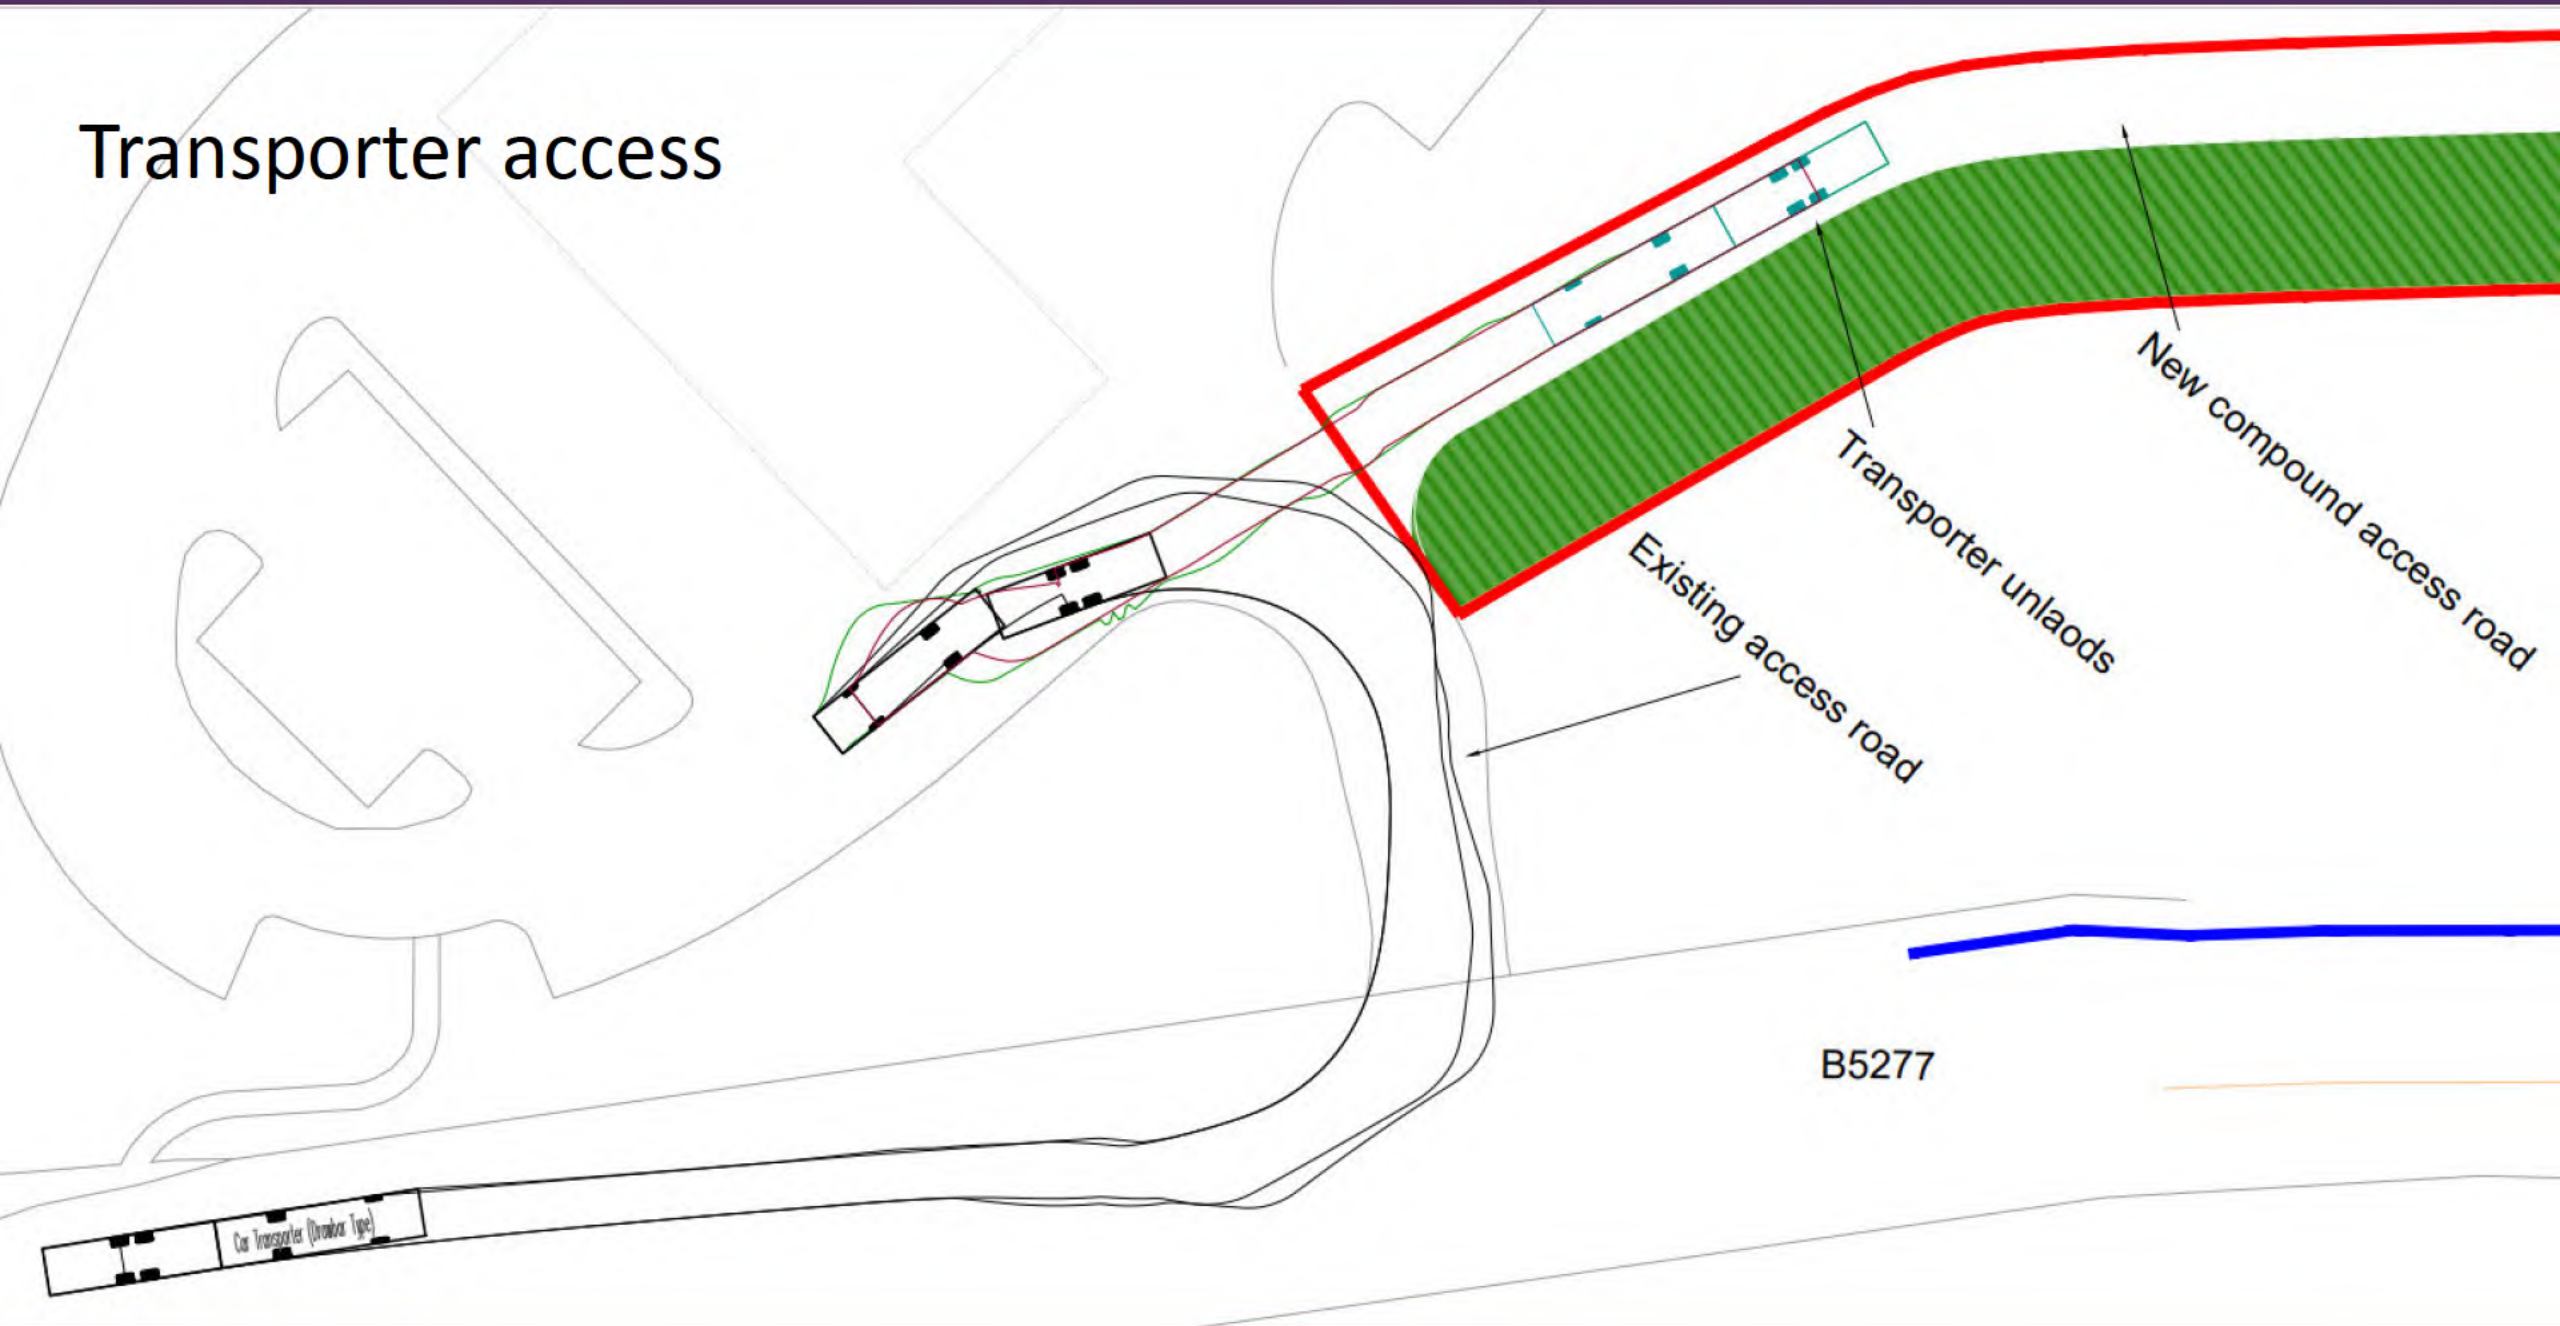 Transporter access
New compound access road
Transporter unlaods
Existing access road
B5277
Car Transporter (Drawbar Type)